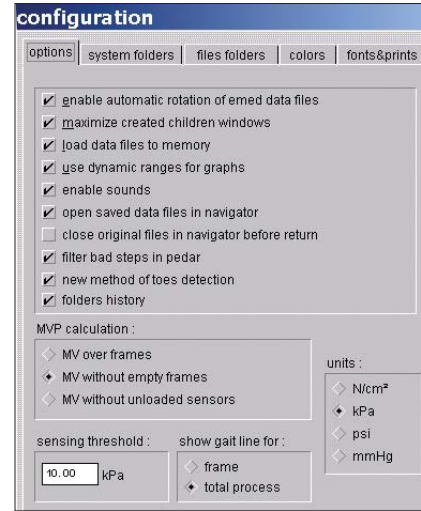 configuration
options system folders files folders colors fonts&prints
enable automatic rotation of emed data files
maximize created children windows
load data files to memory
use dynamic ranges for graphs
enable sounds
open saved data files in navigator
close original files in navigator before return
filter bad steps in pedar
new method of toes detection
folders history
MVP calculation :
MV over frames
MV without empty frames
MV without unloaded sensors
units :
N/cm²
kPa
psi
mmHg
sensing threshold :
10.00 kPa
show gait line for :
frame
total process